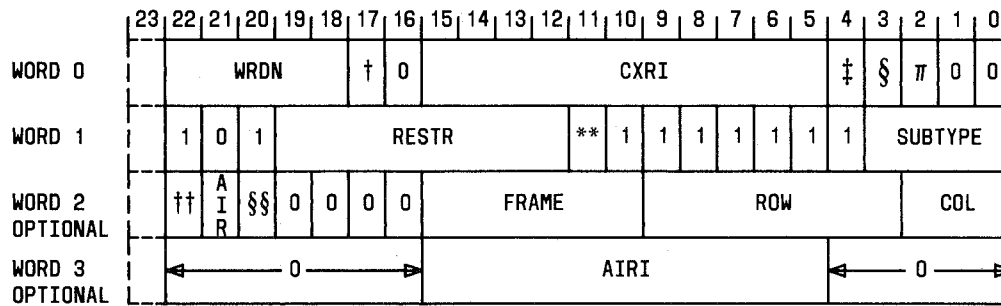 23 22 21 20 19 18 17 16 15 14 13 12 11 10 9 8 7 6 5 4 3 2 1 0
WORD 0 WRDN † 0 CXRI ‡ § π 0 0
WORD 1 1 0 1 RESTR ** 1 1 1 1 1 1 1 SUBTYPE
WORD 2 OPTIONAL †† AIR §§ 0 0 0 0 FRAME ROW COL
WORD 3 OPTIONAL 0 AIRI 0